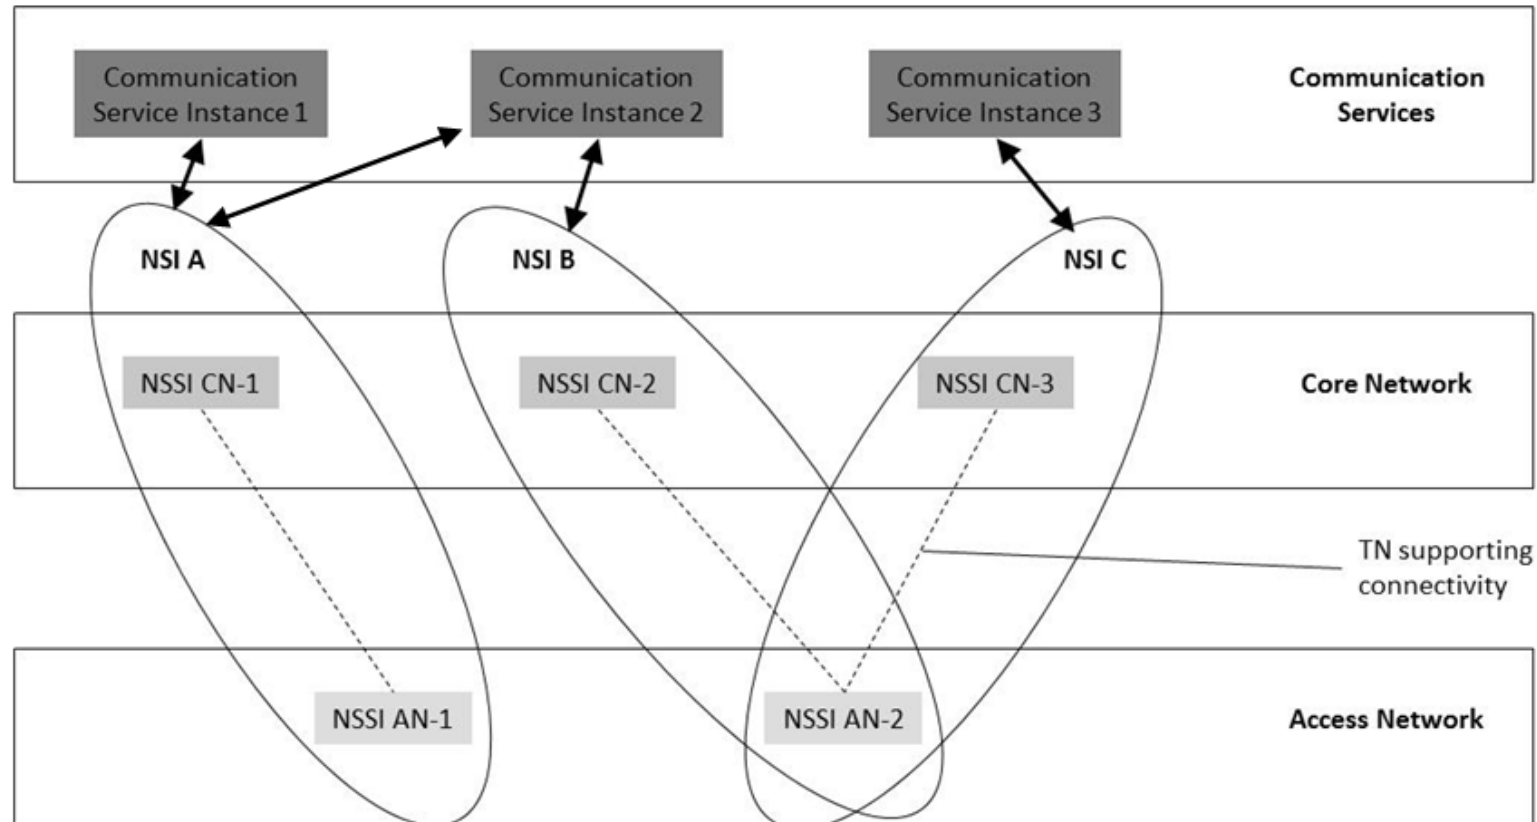 Communication
Service Instance 1
Communication
Service Instance 2
Communication
Service Instance 3
Communication
Services
NSI A
NSI B
NSI C
NSSI CN-1
NSSI CN-2
NSSI CN-3
Core Network
TN supporting
connectivity
NSSI AN-1
NSSI AN-2
Access Network